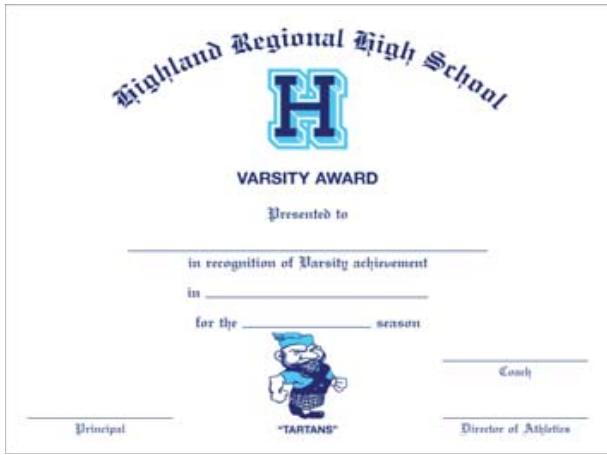 Highland Regional High School
H
VARSITY AWARD
Presented to
in recognition of Varsity achievement
in
for the season
Coach
Principal
"TARTANS"
Director of Athletics